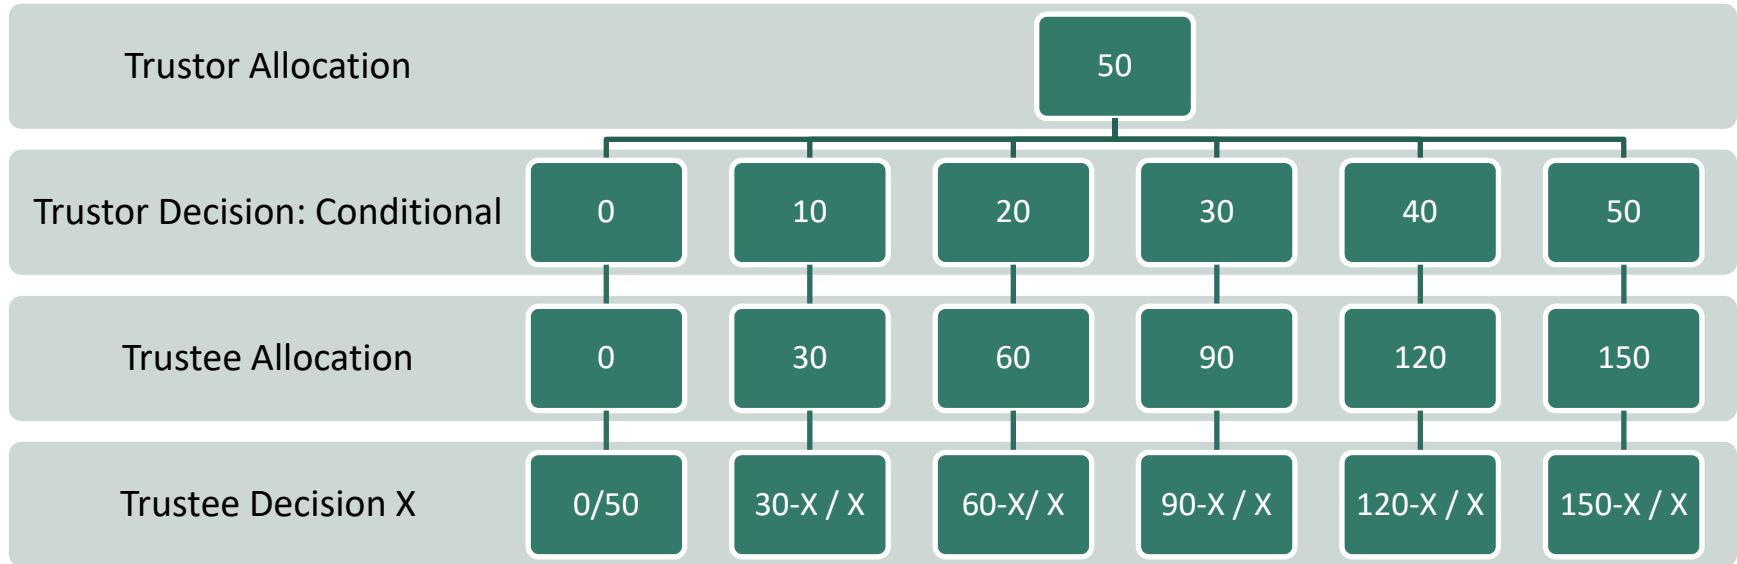 Trustor Allocation
50
Trustor Decision: Conditional
0
10
20
30
40
50
Trustee Allocation
0
30
60
90
120
150
Trustee Decision X
0/50
30-X / X
60-X/ X
90-X / X
120-X / X
150-X / X